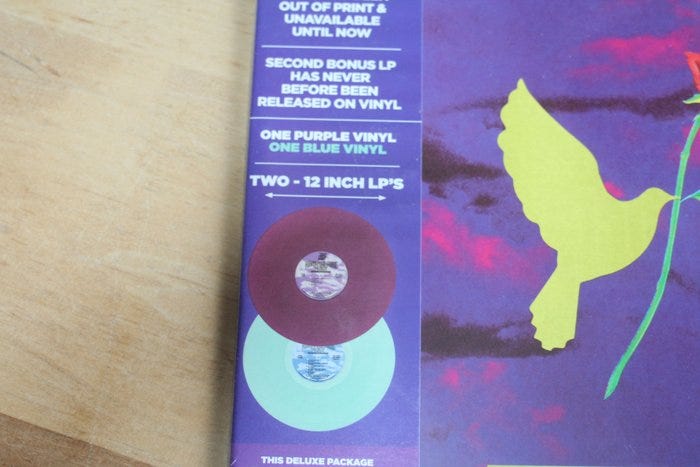 OUT OF PRINT &
UNAVAILABLE
UNTIL NOW
SECOND BONUS LP
HAS NEVER
BEFORE BEEN
RELEASED ON VINYL
ONE PURPLE VINYL
ONE BLUE VINYL
TWO - 12 INCH LP'S
THIS DELUXE PACKAGE